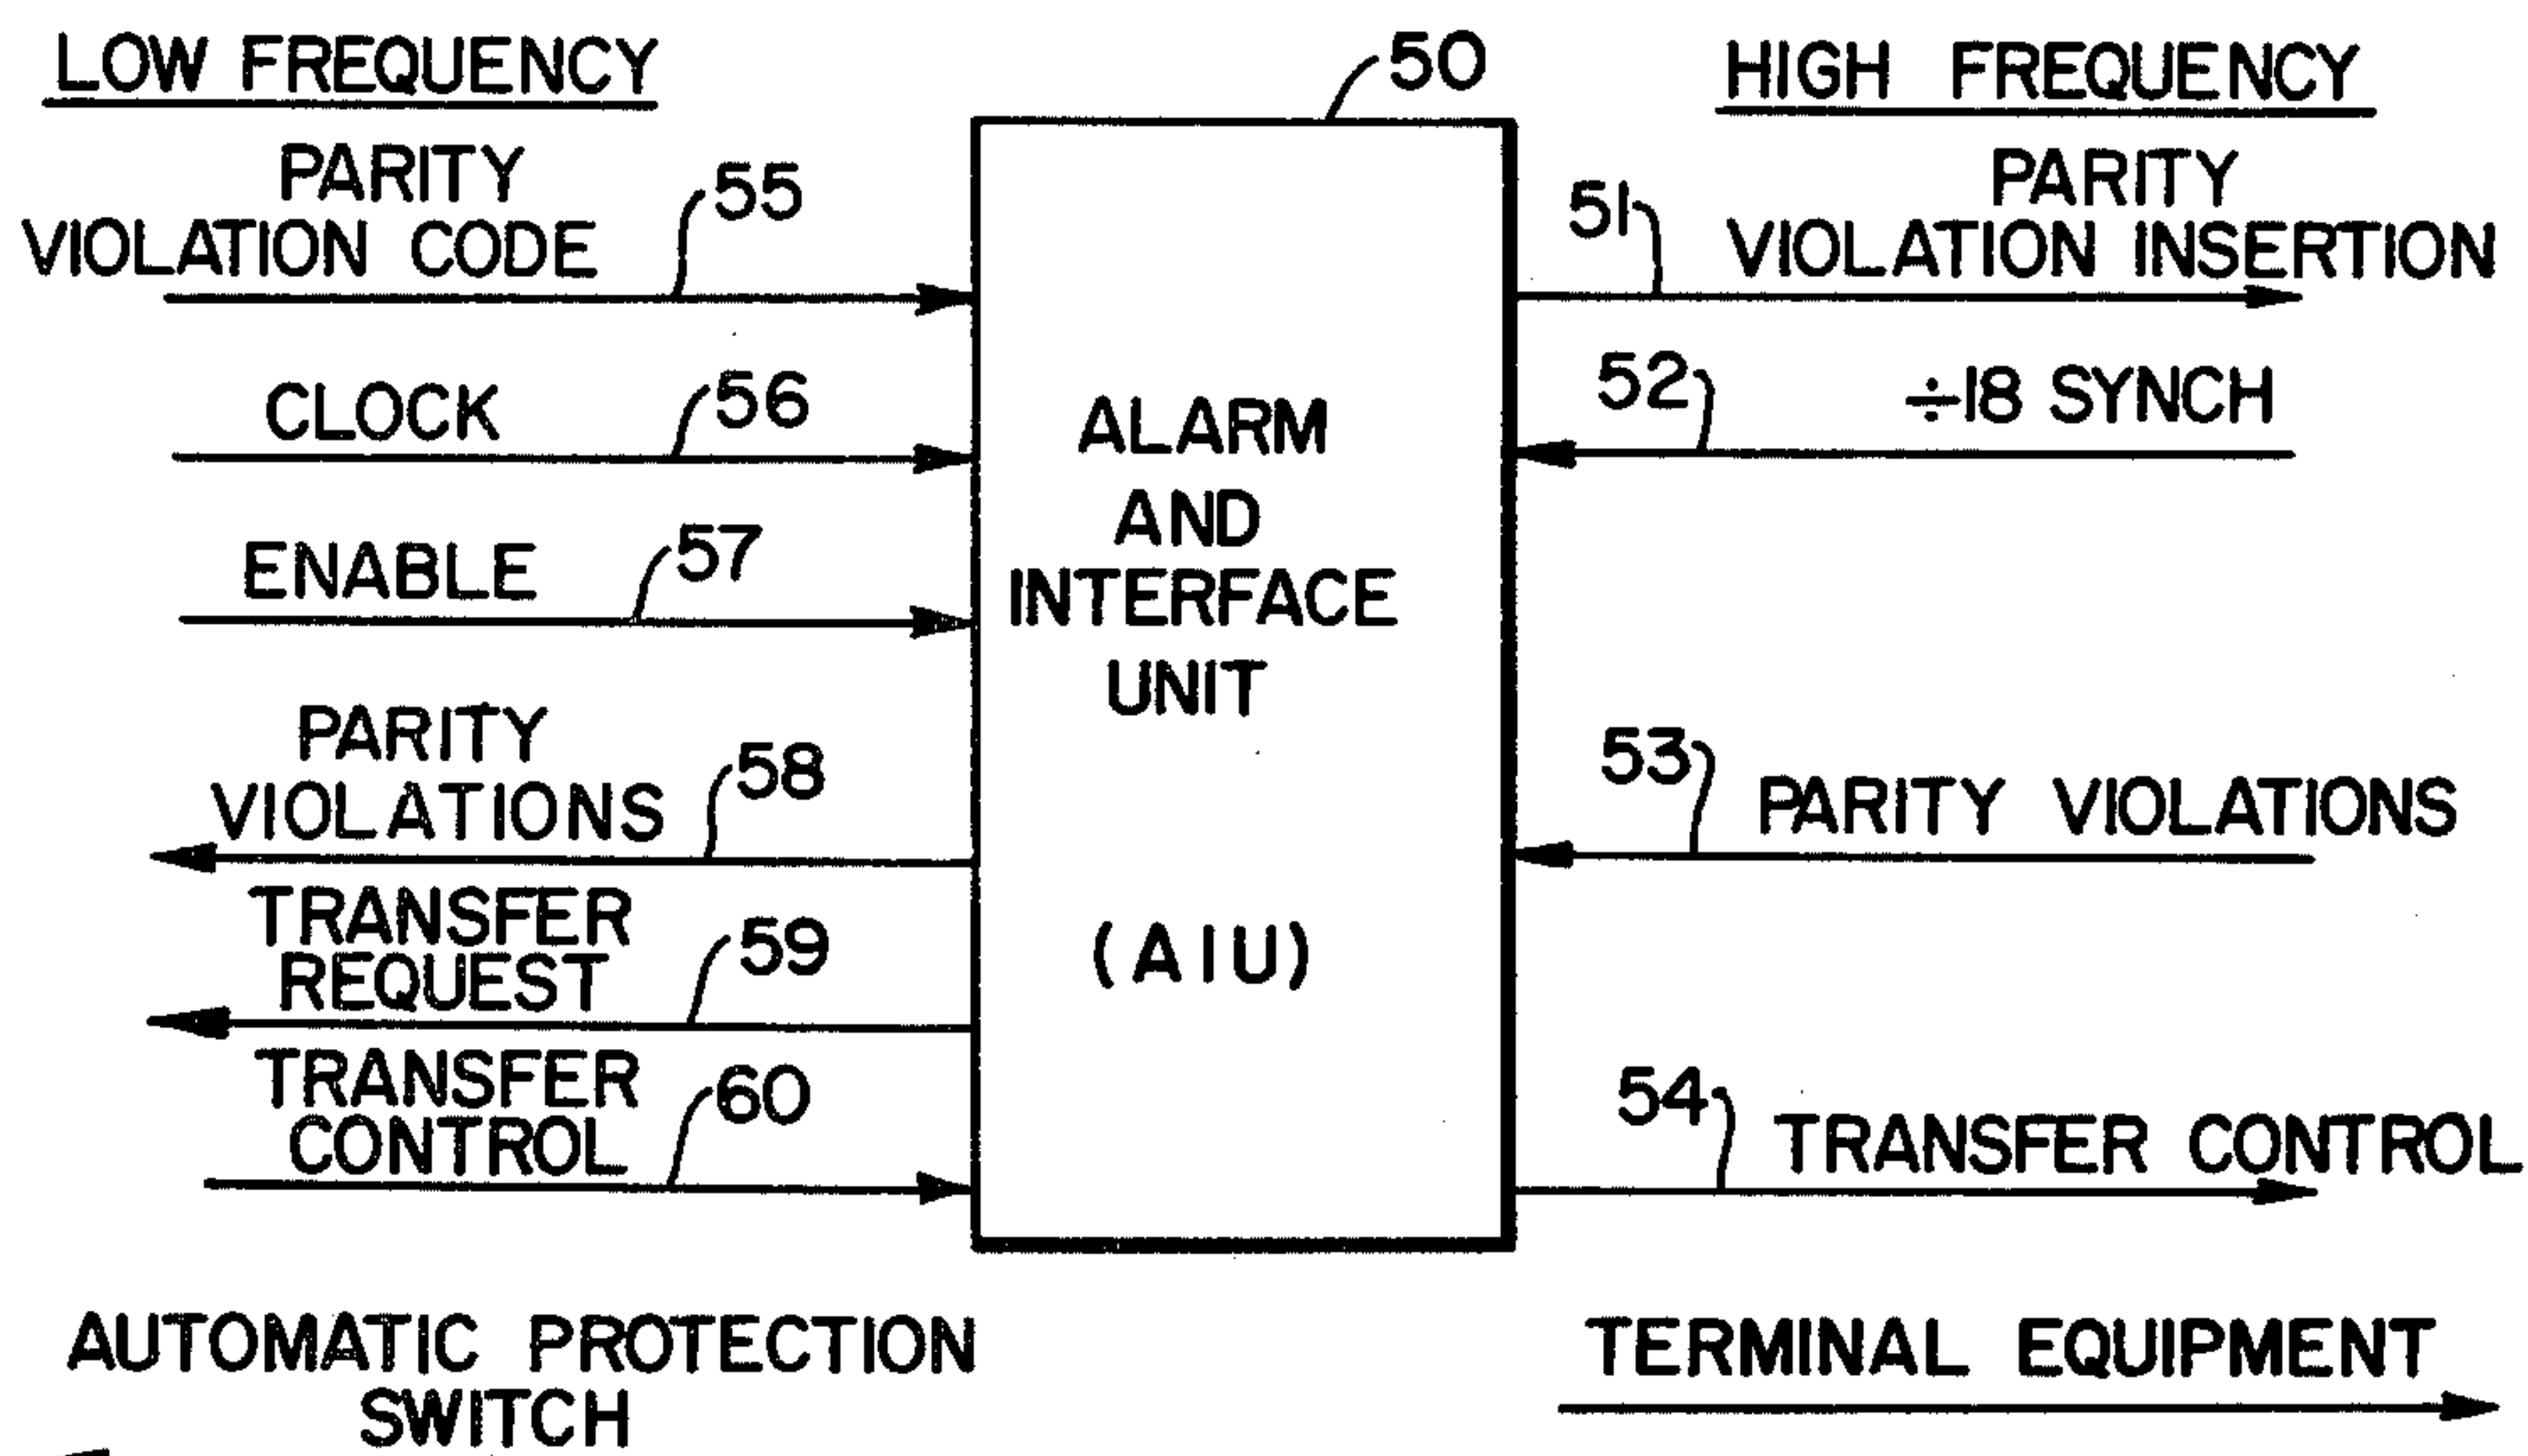 LOW FREQUENCY
PARITY
VIOLATION CODE
55
CLOCK
56
ENABLE
57
PARITY
VIOLATIONS
58
TRANSFER
REQUEST
59
TRANSFER
CONTROL
60
50
ALARM
AND
INTERFACE
UNIT
(AIU)
HIGH FREQUENCY
PARITY
VIOLATION INSERTION
51
÷18 SYNCH
52
53
PARITY VIOLATIONS
54
TRANSFER CONTROL
AUTOMATIC PROTECTION
SWITCH
TERMINAL EQUIPMENT